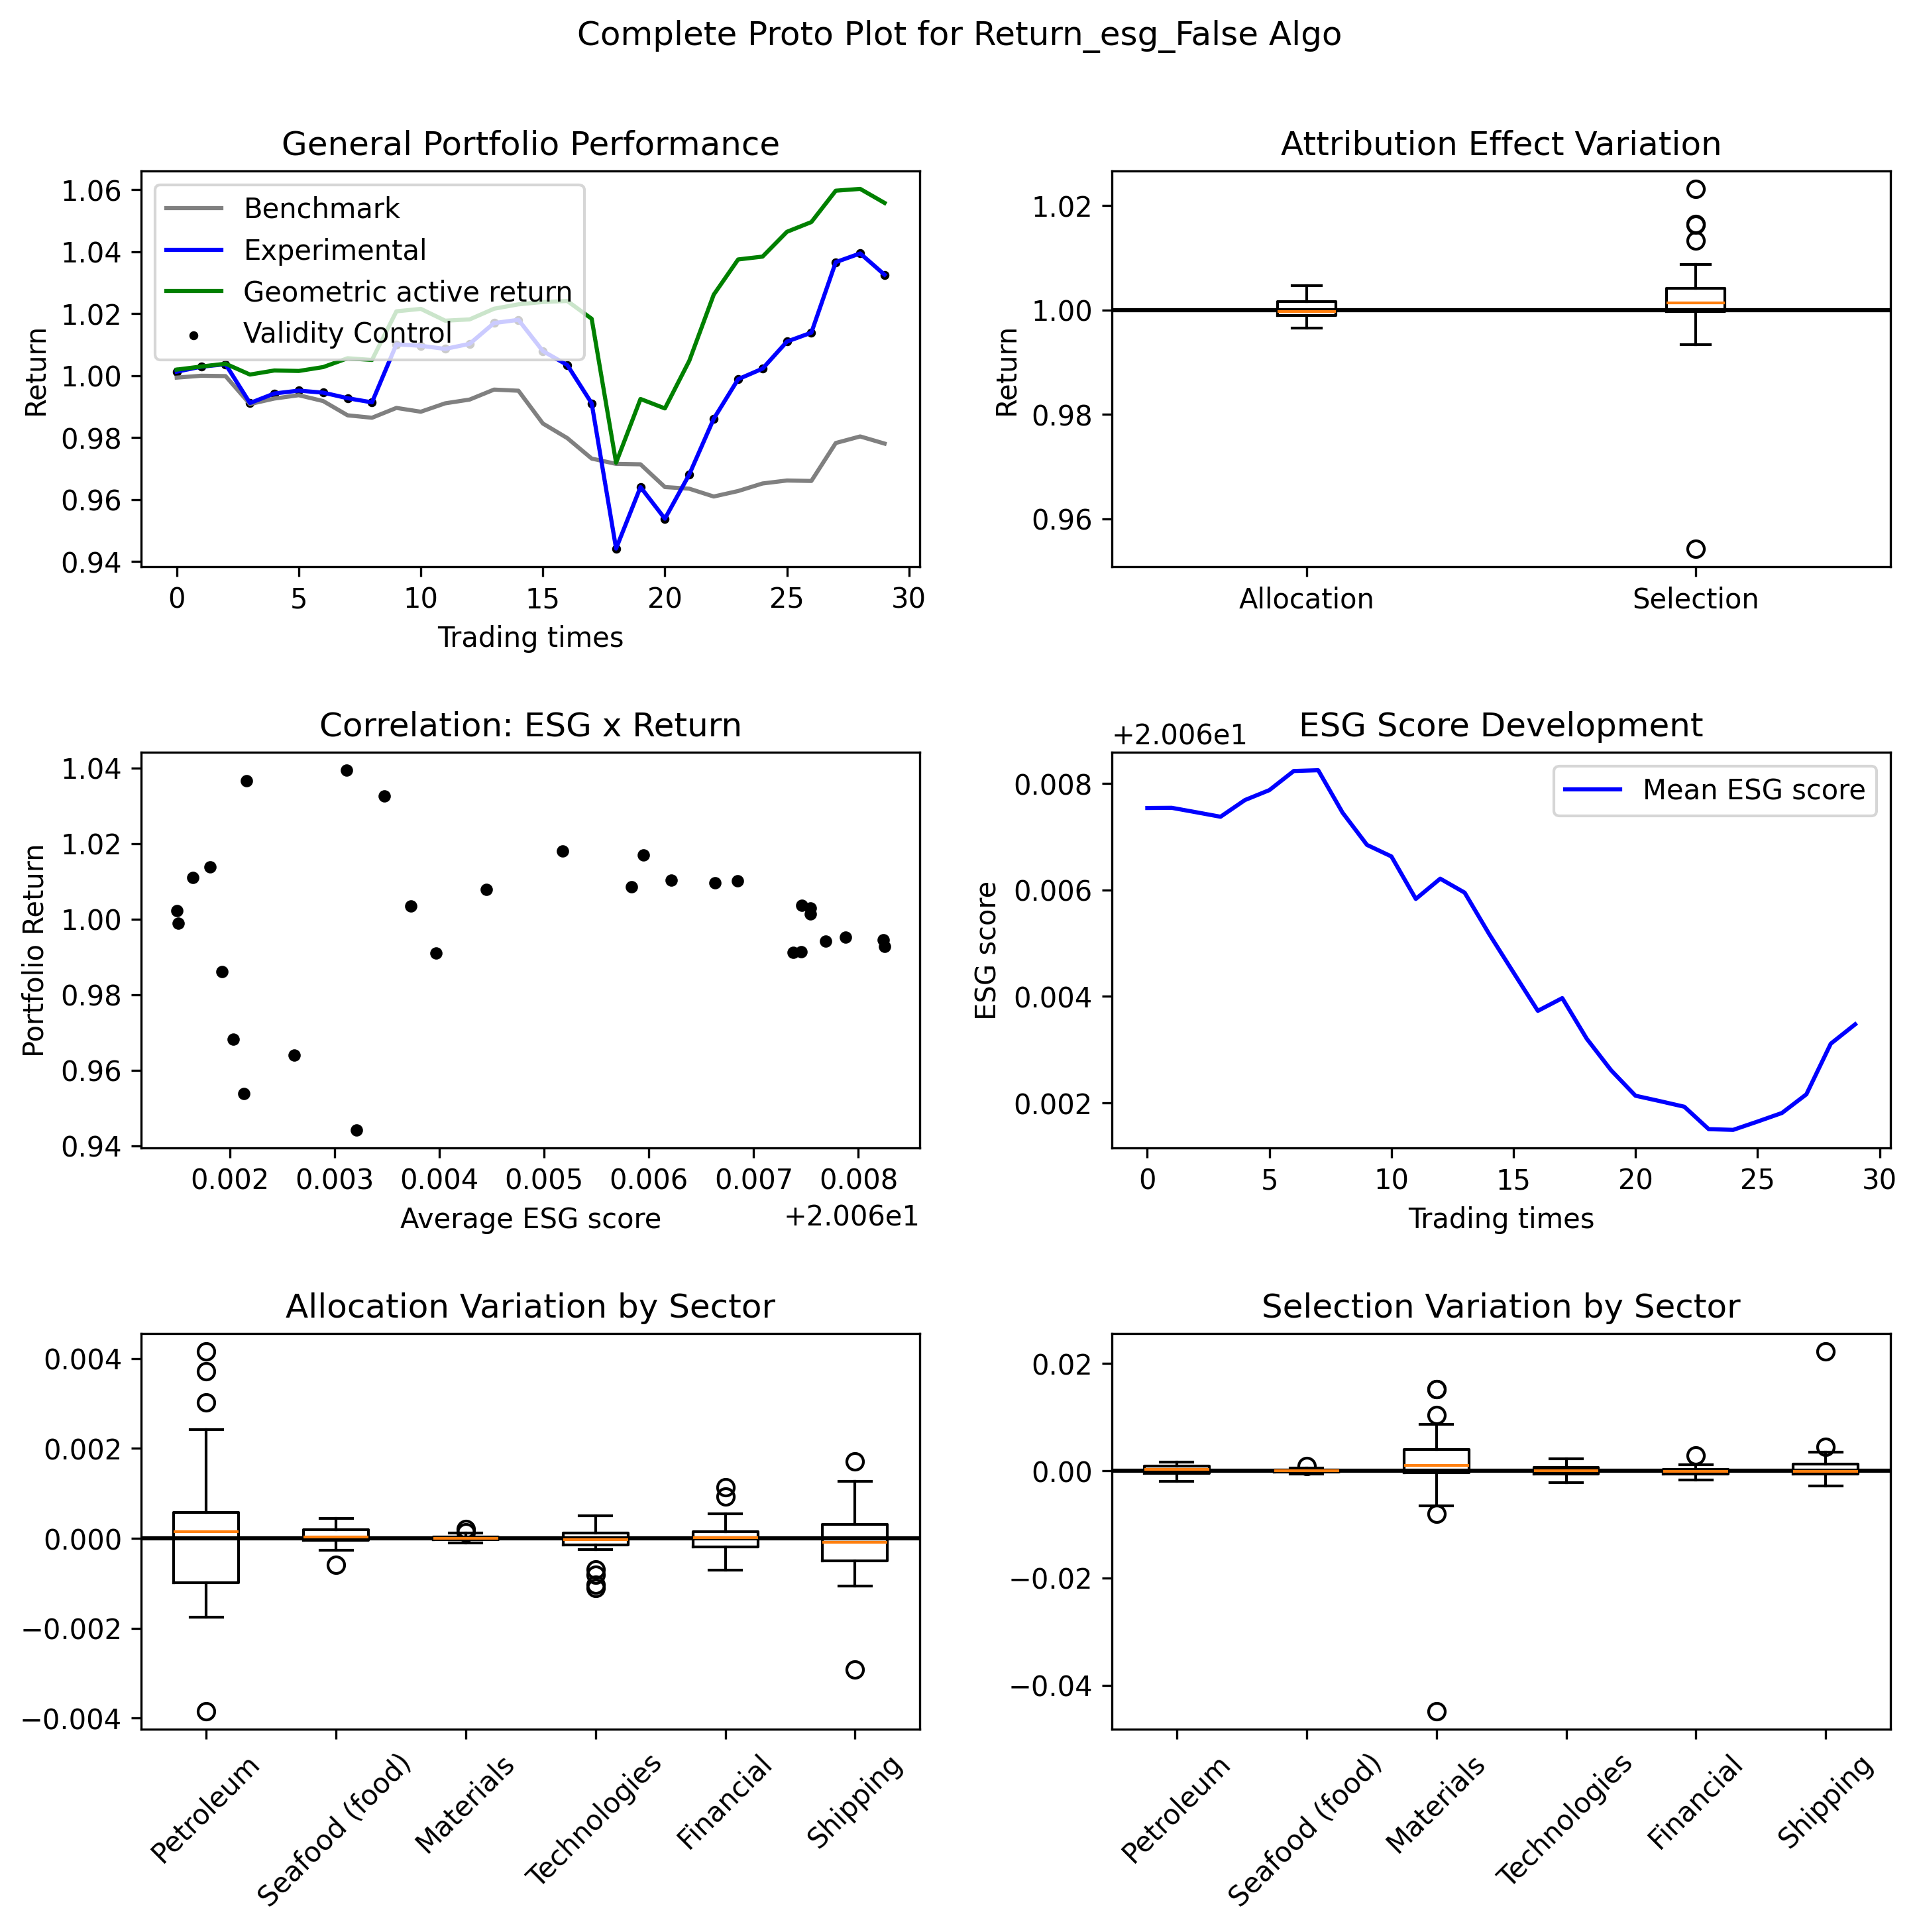 Complete Proto Plot for Return_esg_False Algo
General Portfolio Performance
Return
1.06
1.04
1.02
1.00
0.98
0.96
0.94
Benchmark
Experimental
Geometric active return
Validity Control
0 5 10 15 20 25 30
Trading times
Attribution Effect Variation
Return
1.02
1.00
0.98
0.96
Allocation Selection
Correlation: ESG x Return
Portfolio Return
1.04
1.02
1.00
0.98
0.96
0.94
0.002 0.003 0.004 0.005 0.006 0.007 0.008
Average ESG score
+2.006e1
ESG Score Development
+2.006e1
ESG score
0.008
0.006
0.004
0.002
Mean ESG score
0 5 10 15 20 25 30
Trading times
Allocation Variation by Sector
0.004
0.002
0.000
−0.002
−0.004
Petroleum
Seafood (food)
Materials
Technologies
Financial
Shipping
Selection Variation by Sector
0.02
0.00
−0.02
−0.04
Petroleum
Seafood (food)
Materials
Technologies
Financial
Shipping